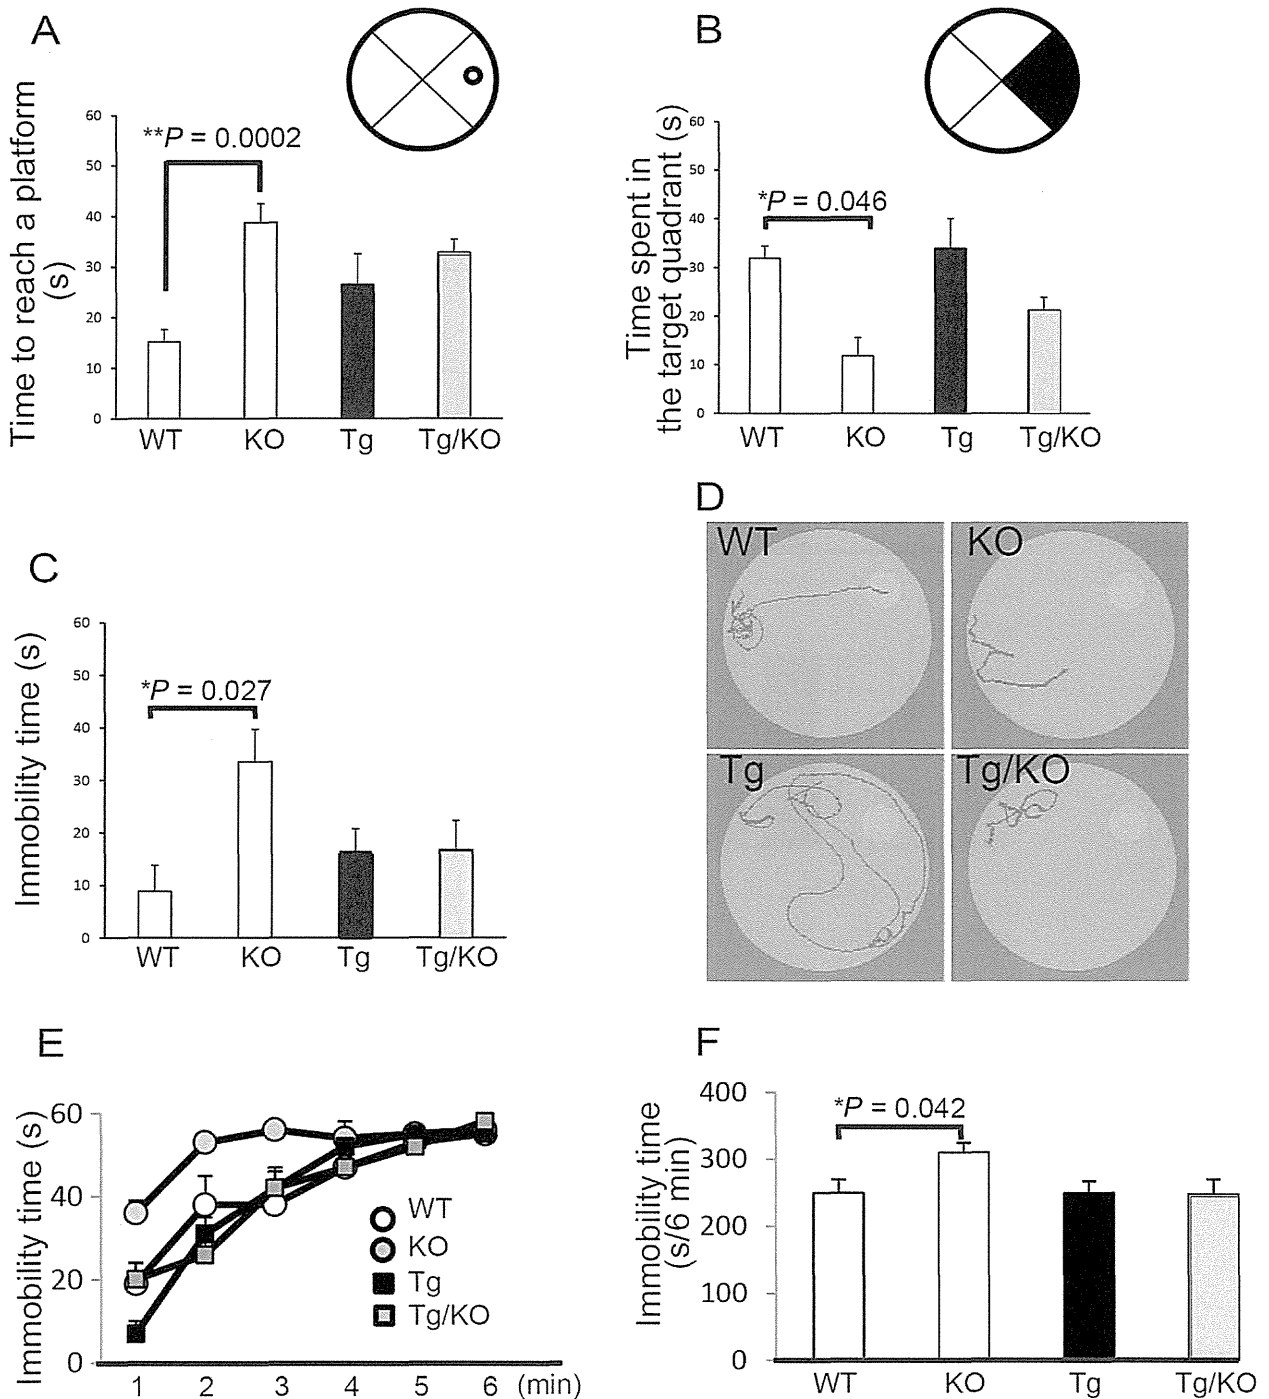 A
Time to reach a platform
(s)
60
50
40
30
20
10
0
**P = 0.0002
WT KO Tg Tg/KO
B
Time spent in
the target quadrant (s)
60
50
40
30
20
10
0
*P = 0.046
WT KO Tg Tg/KO
C
Immobility time (s)
60
50
40
30
20
10
0
*P = 0.027
WT KO Tg Tg/KO
D
WT KO
Tg Tg/KO
E
Immobility time (s)
60
40
20
0
WT
KO
Tg
Tg/KO
1 2 3 4 5 6 (min)
F
Immobility time
(s/6 min)
400
300
200
100
0
*P = 0.042
WT KO Tg Tg/KO